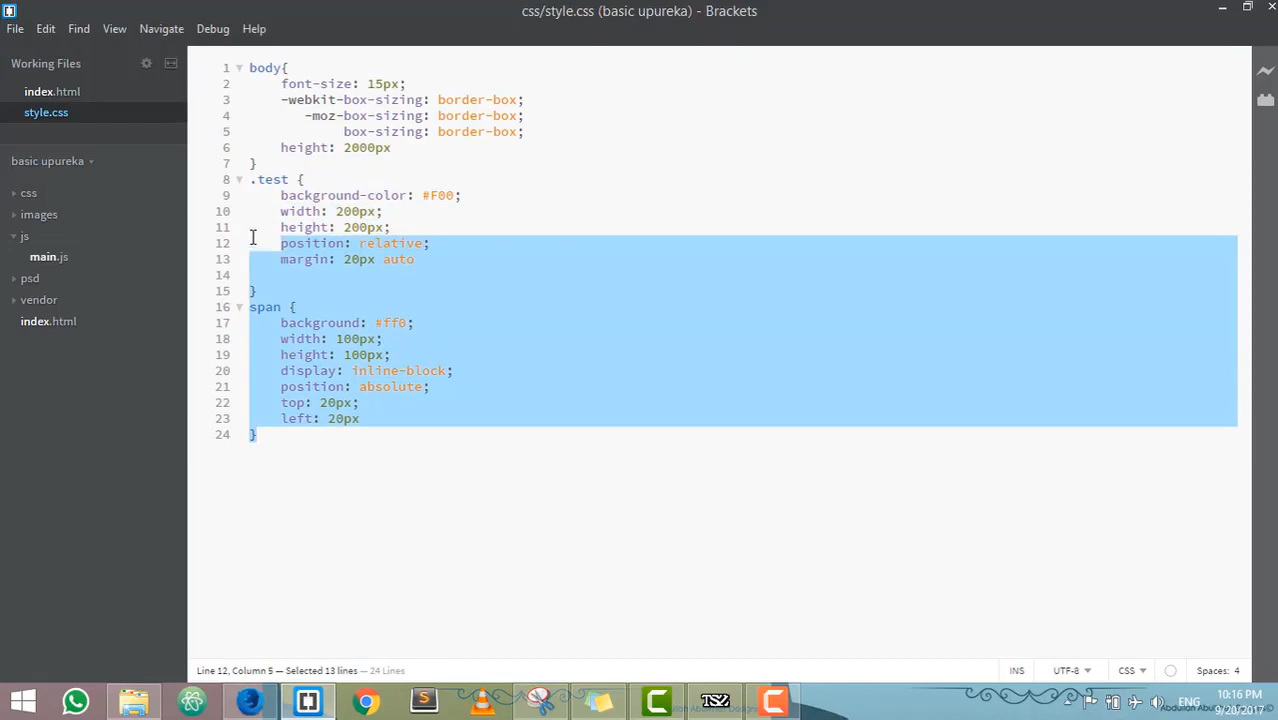 css/style.css (basic upureka) - Brackets
File Edit Find View Navigate Debug Help
Working Files
index.html
style.css
basic upureka
css
images
js
main.js
psd
vendor
index.html
1 body{
2 font-size: 15px;
3 -webkit-box-sizing: border-box;
4 -moz-box-sizing: border-box;
5 box-sizing: border-box;
6 height: 2000px
7 }
8 .test {
9 background-color: #F00;
10 width: 200px;
11 height: 200px;
12 position: relative;
13 margin: 20px auto
14
15 }
16 span {
17 background: #ff0;
18 width: 100px;
19 height: 100px;
20 display: inline-block;
21 position: absolute;
22 top: 20px;
23 left: 20px
24 }
Line 12, Column 5 — Selected 13 lines — 24 Lines
INS UTF-8 CSS Spaces: 4
ENG
10:16 PM
9/20/2017